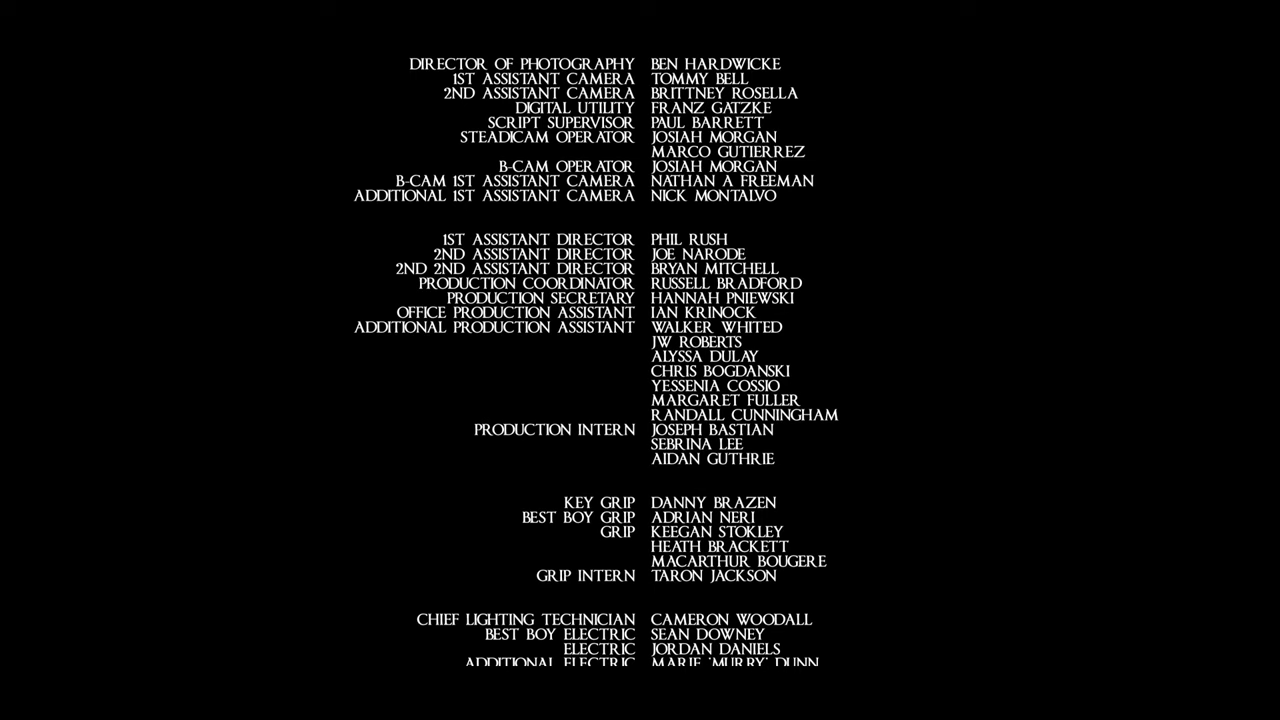 DIRECTOR OF PHOTOGRAPHY BEN HARDWICKE
1ST ASSISTANT CAMERA TOMMY BELL
2ND ASSISTANT CAMERA BRITTNEY ROSELLA
DIGITAL UTILITY FRANZ GATZKE
SCRIPT SUPERVISOR PAUL BARRETT
STEADICAM OPERATOR JOSIAH MORGAN
MARCO GUTIERREZ
B-CAM OPERATOR JOSIAH MORGAN
B-CAM 1ST ASSISTANT CAMERA NATHAN A FREEMAN
ADDITIONAL 1ST ASSISTANT CAMERA NICK MONTALVO
1ST ASSISTANT DIRECTOR PHIL RUSH
2ND ASSISTANT DIRECTOR JOE NARODE
2ND 2ND ASSISTANT DIRECTOR BRYAN MITCHELL
PRODUCTION COORDINATOR RUSSELL BRADFORD
PRODUCTION SECRETARY HANNAH PNIEWSKI
OFFICE PRODUCTION ASSISTANT IAN KRINOCK
ADDITIONAL PRODUCTION ASSISTANT WALKER WHITED
JW ROBERTS
ALYSSA DULAY
CHRIS BOGDANSKI
YESSENIA COSSIO
MARGARET FULLER
RANDALL CUNNINGHAM
PRODUCTION INTERN JOSEPH BASTIAN
SEBRINA LEE
AIDAN GUTHRIE
KEY GRIP DANNY BRAZEN
BEST BOY GRIP ADRIAN NERI
GRIP KEEGAN STOKLEY
HEATH BRACKETT
MACARTHUR BOUGERE
GRIP INTERN TARON JACKSON
CHIEF LIGHTING TECHNICIAN CAMERON WOODALL
BEST BOY ELECTRIC SEAN DOWNEY
ELECTRIC JORDAN DANIELS
ADDITIONAL ELECTRIC MARIE 'MURRY' DUNN